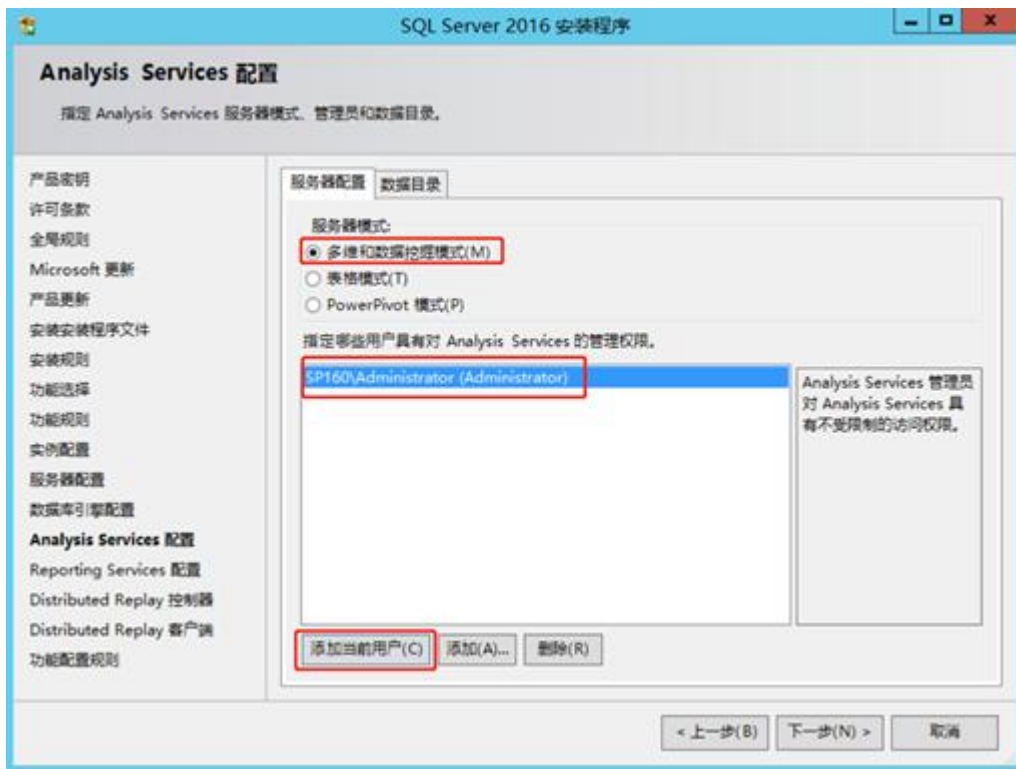 SQL Server 2016 安装程序
Analysis Services 配置
指定 Analysis Services 服务器模式、管理员和数据目录。
产品密钥
许可条款
全局规则
Microsoft 更新
产品更新
安装安装程序文件
安装规则
功能选择
功能规则
实例配置
服务器配置
数据库引擎配置
Analysis Services 配置
Reporting Services 配置
Distributed Replay 控制器
Distributed Replay 客户端
功能配置规则
服务器配置 数据目录
服务器模式:
多维和数据挖掘模式(M)
表格模式(T)
PowerPivot 模式(P)
指定哪些用户具有对 Analysis Services 的管理权限。
SP160\Administrator (Administrator)
Analysis Services 管理员
对 Analysis Services 具
有不受限制的访问权限。
添加当前用户(C) 添加(A)... 删除(R)
< 上一步(B) 下一步(N) > 取消